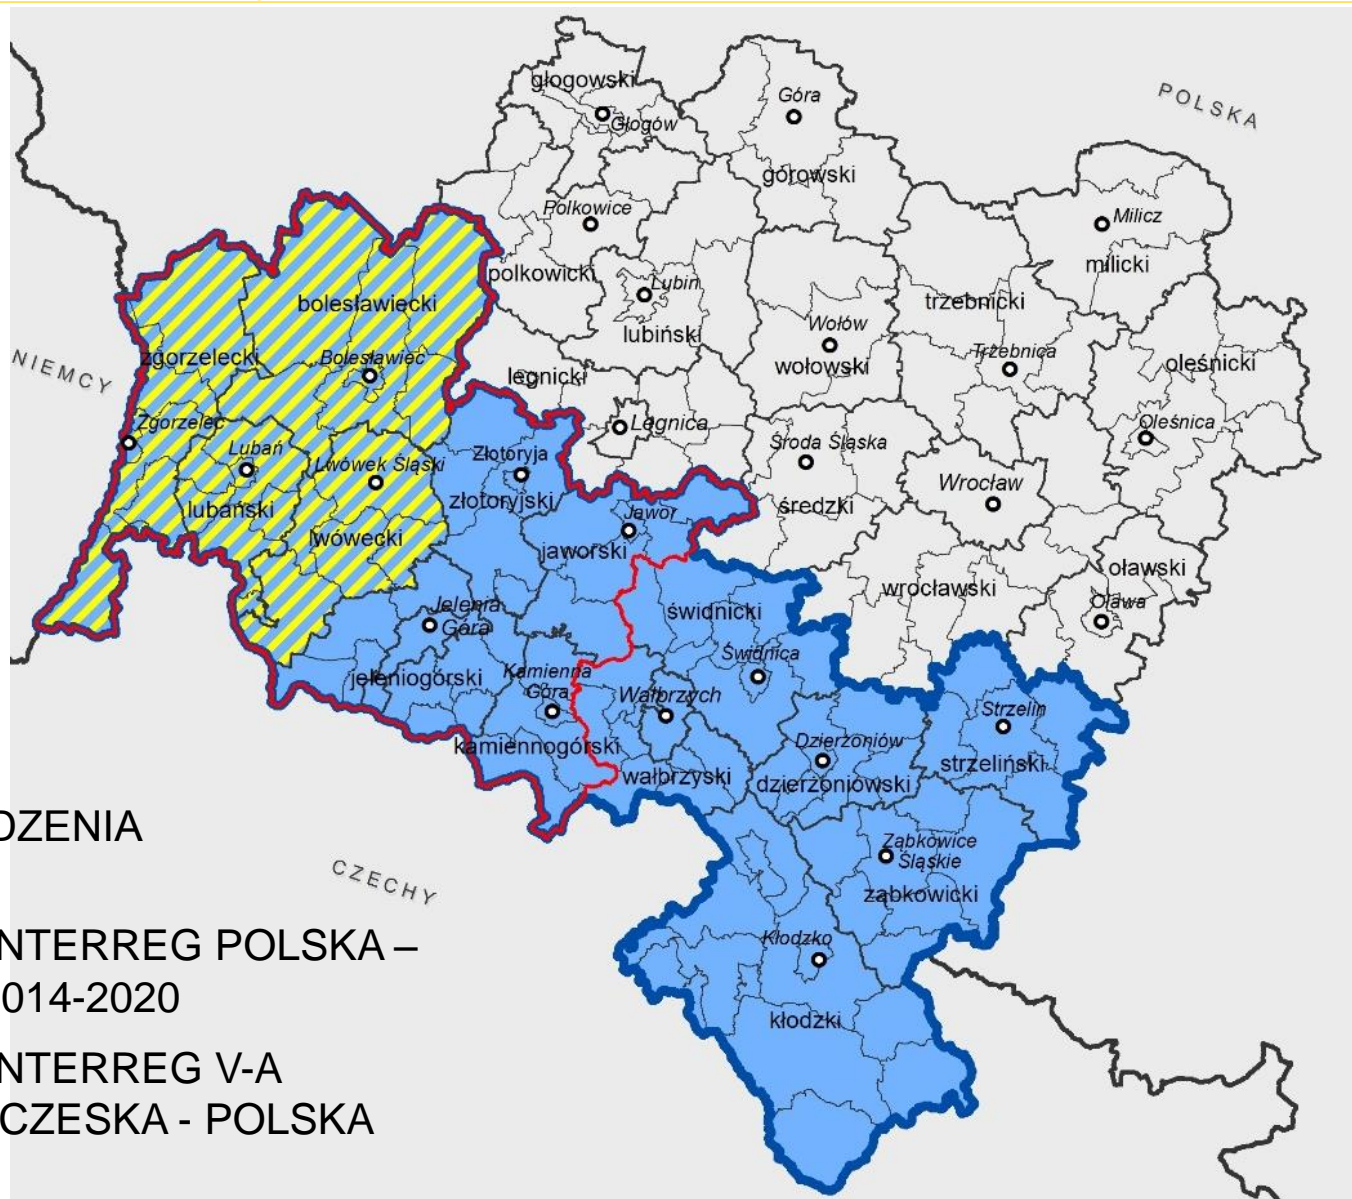 głogowski
Głogów
Góra
górowski
POLSKA
Polkowice
polkowicki
Milicz
milicki
Lubin
lubiński
bolesławiecki
Bolesławiec
zgorzelecki
NIEMCY
Zgorzelec
trzebnicki
Trzebnica
Wołów
wołowski
oleśnicki
Oleśnica
legnicki
Legnica
Środa Śląska
średzki
Wrocław
wrocławski
Lubań
lubański
Lwówek Śląski
lwówecki
Złotoryja
złotoryjski
Jawor
jaworski
oławski
Oława
świdnicki
Świdnica
Jelenia
Góra
jeleniogórski
Kamienna
Góra
kamiennogórski
Wałbrzych
wałbrzyski
Dzierżoniów
dzierżoniowski
Strzelin
strzeliński
Ząbkowice
Śląskie
ząbkowicki
Kłodzko
kłodzki
CZECHY
DZENIA
NTERREG POLSKA –
014-2020
NTERREG V-A
CZESKA - POLSKA